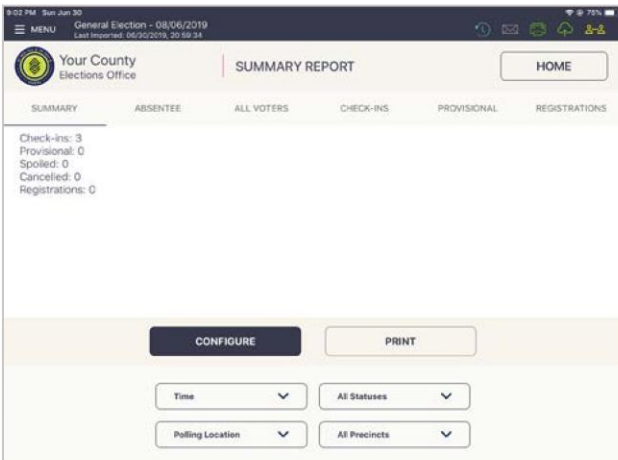 9:02 PM Sun Jun 30
75%
MENU
General Election - 08/06/2019
Last Imported: 06/30/2019, 20:59:34
Your County
Elections Office
SUMMARY REPORT
HOME
SUMMARY
ABSENTEE
ALL VOTERS
CHECK-INS
PROVISIONAL
REGISTRATIONS
Check-ins: 3
Provisional: 0
Spoiled: 0
Cancelled: 0
Registrations: 0
CONFIGURE
PRINT
Time
All Statuses
Polling Location
All Precincts